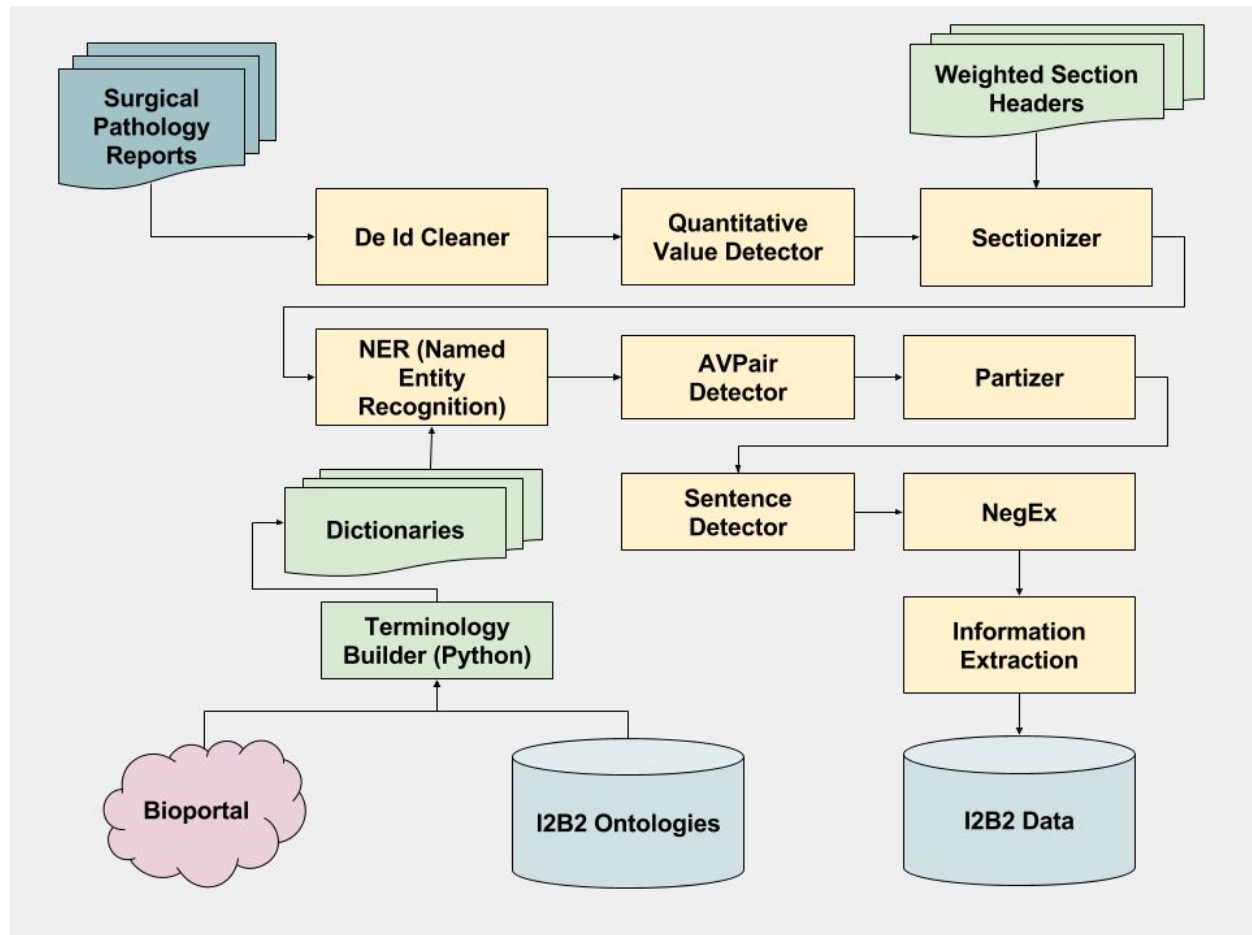 Surgical
Pathology
Reports
Weighted Section
Headers
De Id Cleaner
Quantitative
Value Detector
Sectionizer
NER (Named
Entity
Recognition)
AVPair
Detector
Partizer
Sentence
Detector
NegEx
Dictionaries
Terminology
Builder (Python)
Information
Extraction
Bioportal
I2B2 Ontologies
I2B2 Data